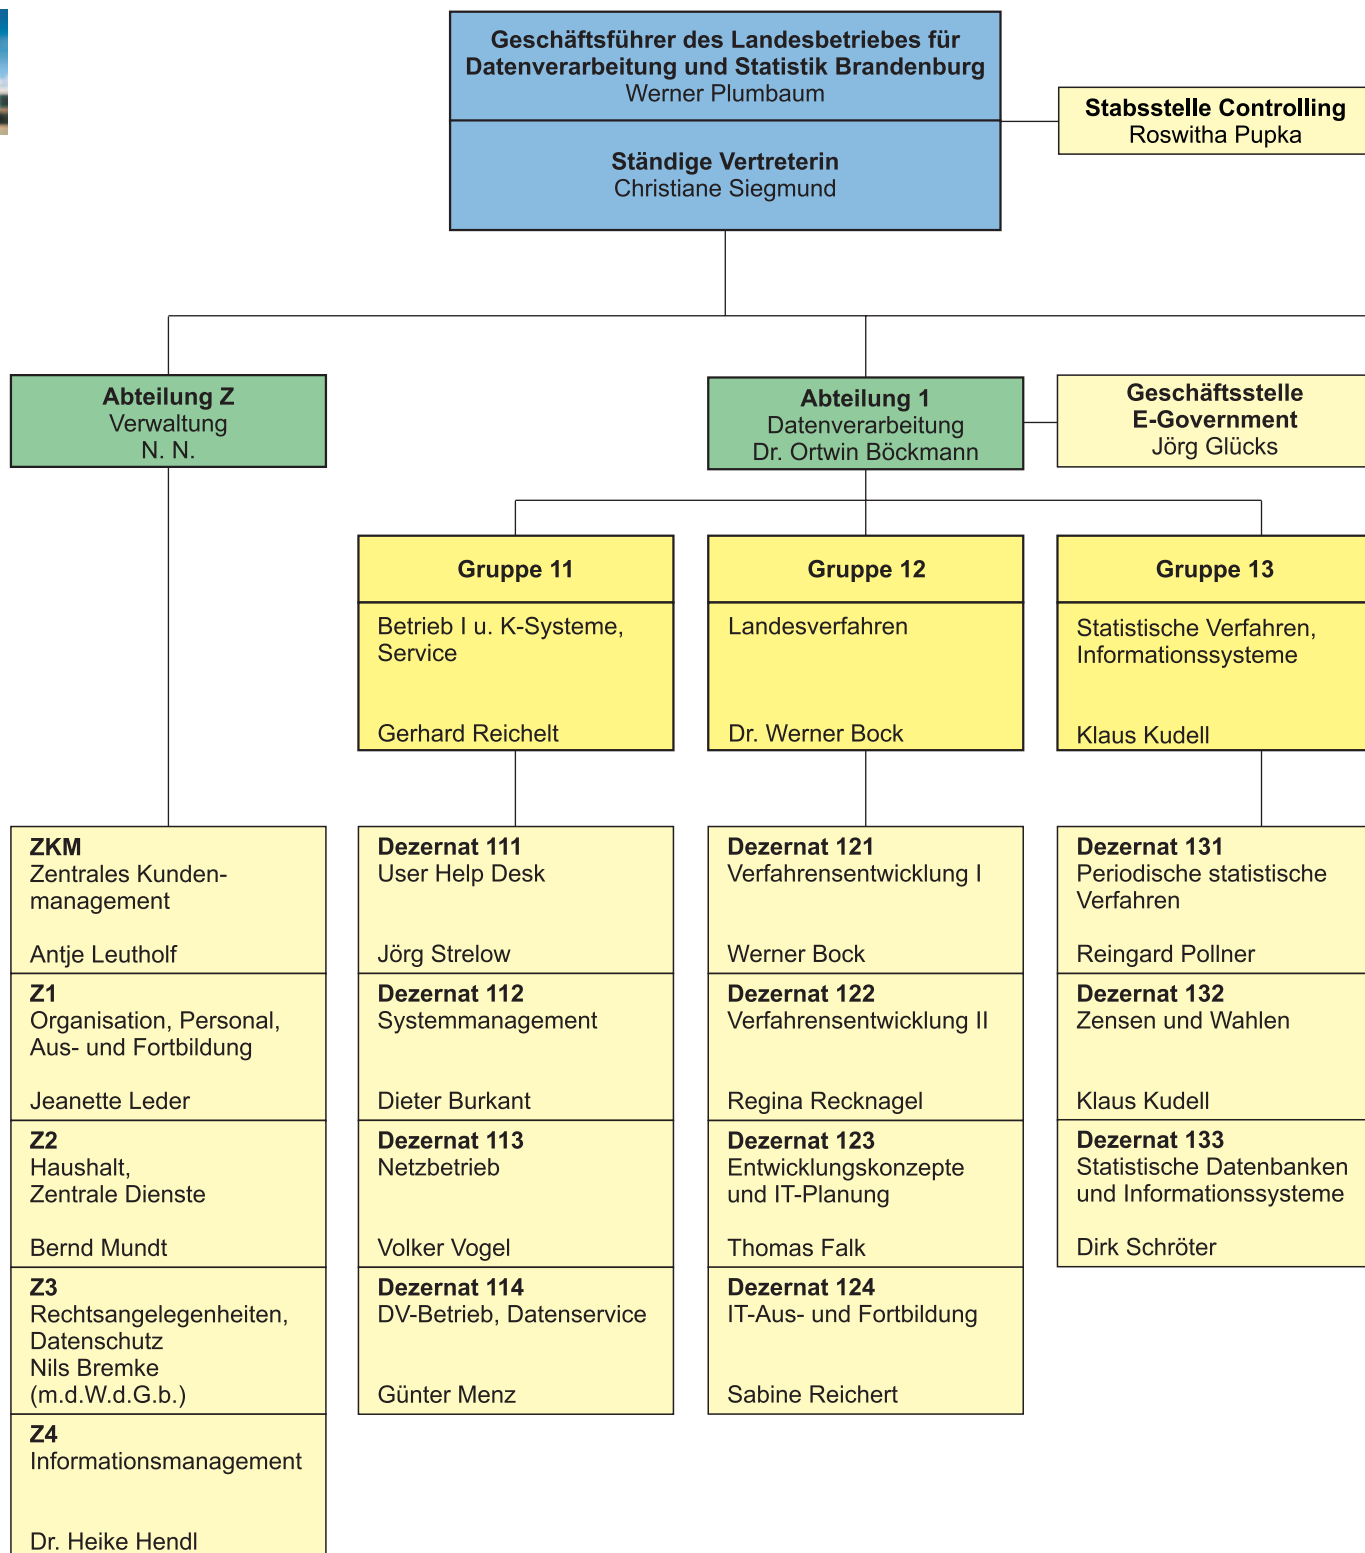 Geschäftsführer des Landesbetriebes für
Datenverarbeitung und Statistik Brandenburg
Werner Plumbaum
Ständige Vertreterin
Christiane Siegmund
Stabsstelle Controlling
Roswitha Pupka
Abteilung Z
Verwaltung
N. N.
Abteilung 1
Datenverarbeitung
Dr. Ortwin Böckmann
Geschäftsstelle
E-Government
Jörg Glücks
Gruppe 11
Betrieb I u. K-Systeme,
Service
Gerhard Reichelt
Gruppe 12
Landesverfahren
Dr. Werner Bock
Gruppe 13
Statistische Verfahren,
Informationssysteme
Klaus Kudell
ZKM
Zentrales Kunden-
management
Antje Leutholf
Z1
Organisation, Personal,
Aus- und Fortbildung
Jeanette Leder
Z2
Haushalt,
Zentrale Dienste
Bernd Mundt
Z3
Rechtsangelegenheiten,
Datenschutz
Nils Bremke
(m.d.W.d.G.b.)
Z4
Informationsmanagement
Dr. Heike Hendl
Dezernat 111
User Help Desk
Jörg Strelow
Dezernat 112
Systemmanagement
Dieter Burkant
Dezernat 113
Netzbetrieb
Volker Vogel
Dezernat 114
DV-Betrieb, Datenservice
Günter Menz
Dezernat 121
Verfahrensentwicklung I
Werner Bock
Dezernat 122
Verfahrensentwicklung II
Regina Recknagel
Dezernat 123
Entwicklungskonzepte
und IT-Planung
Thomas Falk
Dezernat 124
IT-Aus- und Fortbildung
Sabine Reichert
Dezernat 131
Periodische statistische
Verfahren
Reingard Pollner
Dezernat 132
Zensen und Wahlen
Klaus Kudell
Dezernat 133
Statistische Datenbanken
und Informationssysteme
Dirk Schröter